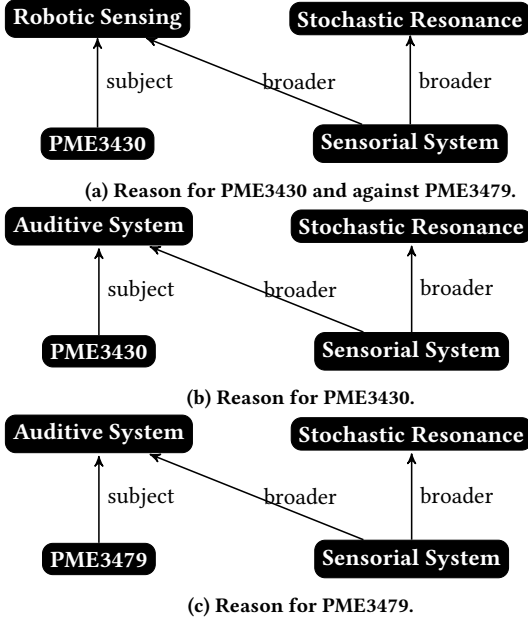 Robotic Sensing Stochastic Resonance
subject broader broader
PME3430 Sensorial System
(a) Reason for PME3430 and against PME3479.
Auditive System Stochastic Resonance
subject broader broader
PME3430 Sensorial System
(b) Reason for PME3430.
Auditive System Stochastic Resonance
subject broader broader
PME3479 Sensorial System
(c) Reason for PME3479.